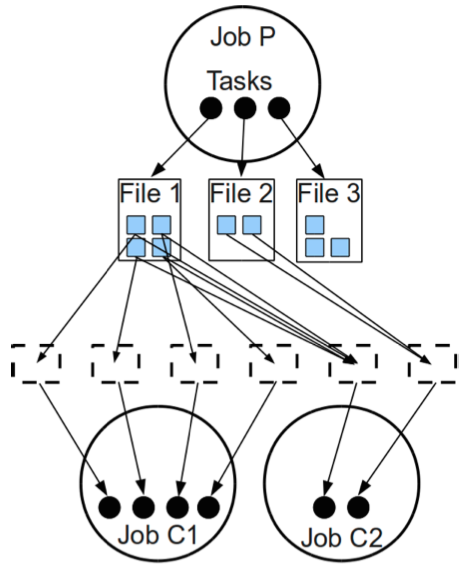 Job P
Tasks
File 1 File 2 File 3
Job C1
Job C2